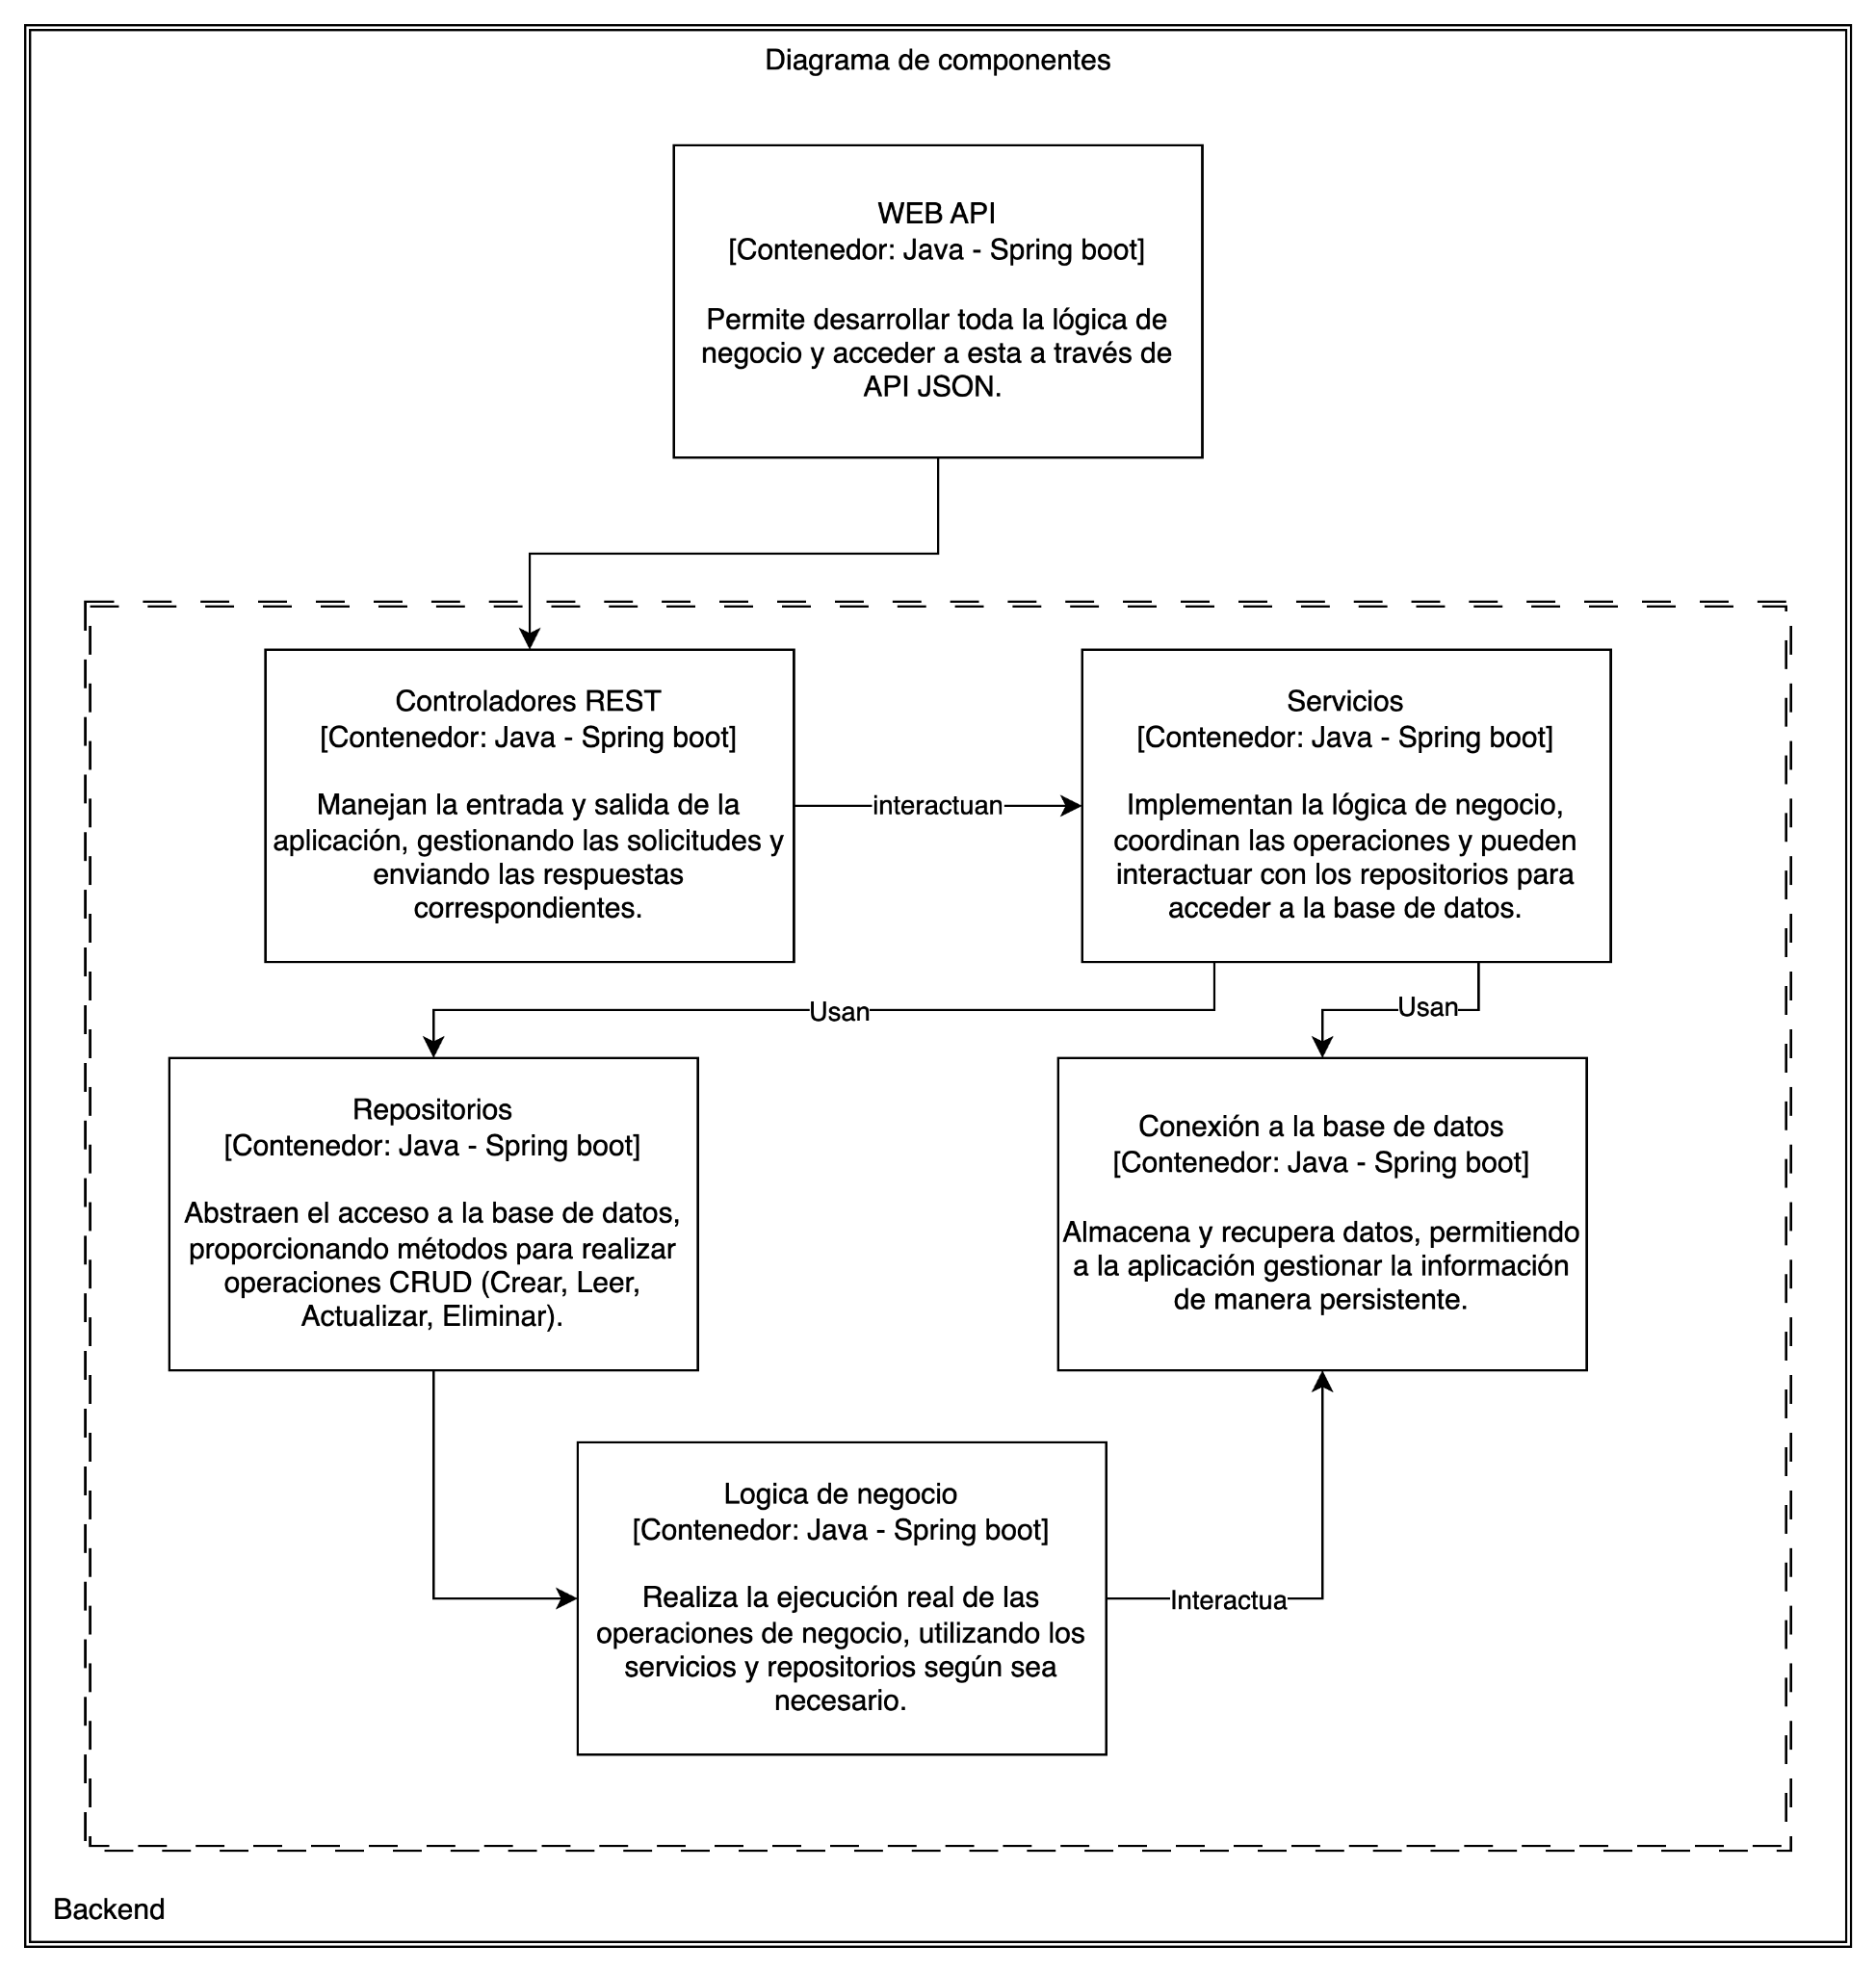 Diagrama de componentes
WEB API
[Contenedor: Java - Spring boot]
Permite desarrollar toda la lógica de
negocio y acceder a esta a través de
API JSON.
Controladores REST
[Contenedor: Java - Spring boot]
Manejan la entrada y salida de la
aplicación, gestionando las solicitudes y
enviando las respuestas
correspondientes.
interactuan
Servicios
[Contenedor: Java - Spring boot]
Implementan la lógica de negocio,
coordinan las operaciones y pueden
interactuar con los repositorios para
acceder a la base de datos.
Usan
Usan
Repositorios
[Contenedor: Java - Spring boot]
Abstraen el acceso a la base de datos,
proporcionando métodos para realizar
operaciones CRUD (Crear, Leer,
Actualizar, Eliminar).
Conexión a la base de datos
[Contenedor: Java - Spring boot]
Almacena y recupera datos, permitiendo
a la aplicación gestionar la información
de manera persistente.
Logica de negocio
[Contenedor: Java - Spring boot]
Realiza la ejecución real de las
operaciones de negocio, utilizando los
servicios y repositorios según sea
necesario.
Interactua
Backend